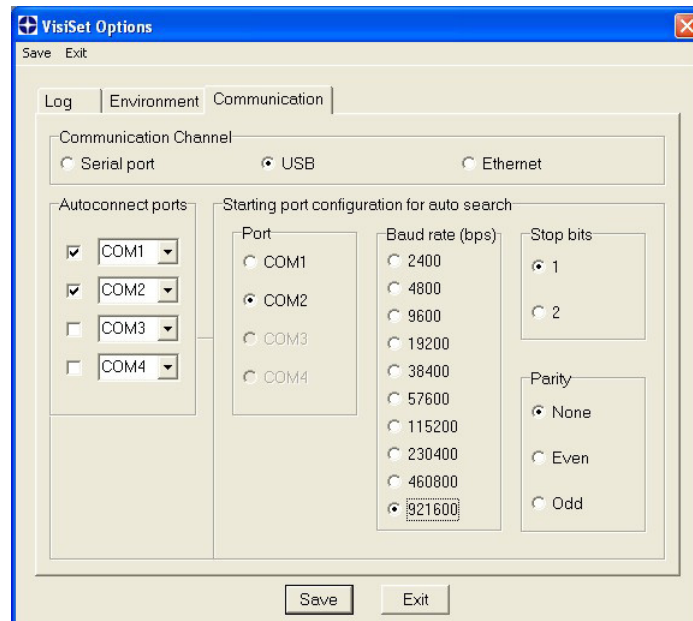 VisiSet Options
Save Exit
Log Environment Communication
Communication Channel
Serial port USB Ethernet
Autoconnect ports
COM1
COM2
COM3
COM4
Starting port configuration for auto search
Port
COM1
COM2
COM3
COM4
Baud rate (bps)
2400
4800
9600
19200
38400
57600
115200
230400
460800
921600
Stop bits
1
2
Parity
None
Even
Odd
Save Exit